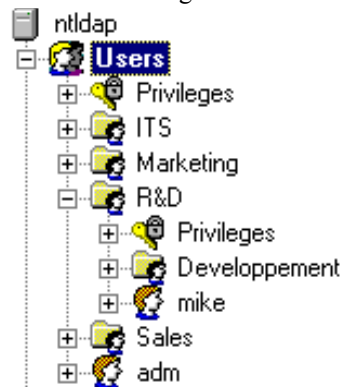 ntldap
Users
Privileges
ITS
Marketing
R&D
Privileges
Developpement
mike
Sales
adm